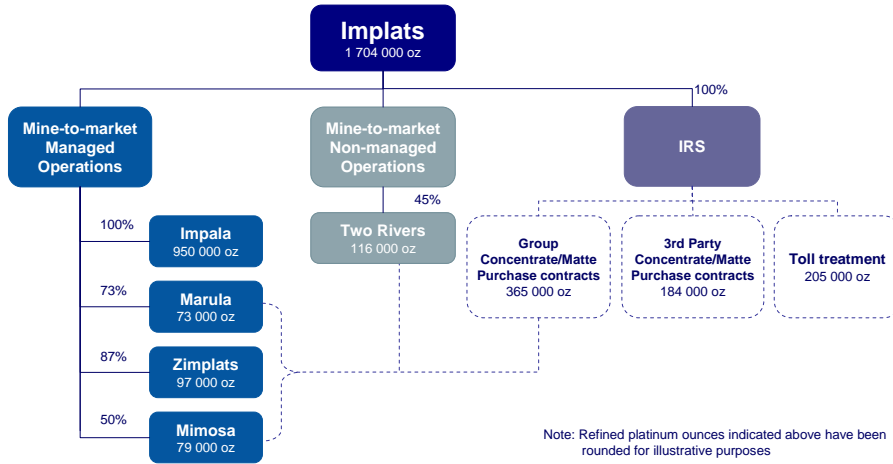 Implats
1 704 000 oz
100%
Mine-to-market
Managed
Operations
Mine-to-market
Non-managed
Operations
IRS
45%
100%
Impala
950 000 oz
Two Rivers
116 000 oz
Group
Concentrate/Matte
Purchase contracts
365 000 oz
3rd Party
Concentrate/Matte
Purchase contracts
184 000 oz
Toll treatment
205 000 oz
73%
Marula
73 000 oz
87%
Zimplats
97 000 oz
50%
Mimosa
79 000 oz
Note: Refined platinum ounces indicated above have been
rounded for illustrative purposes